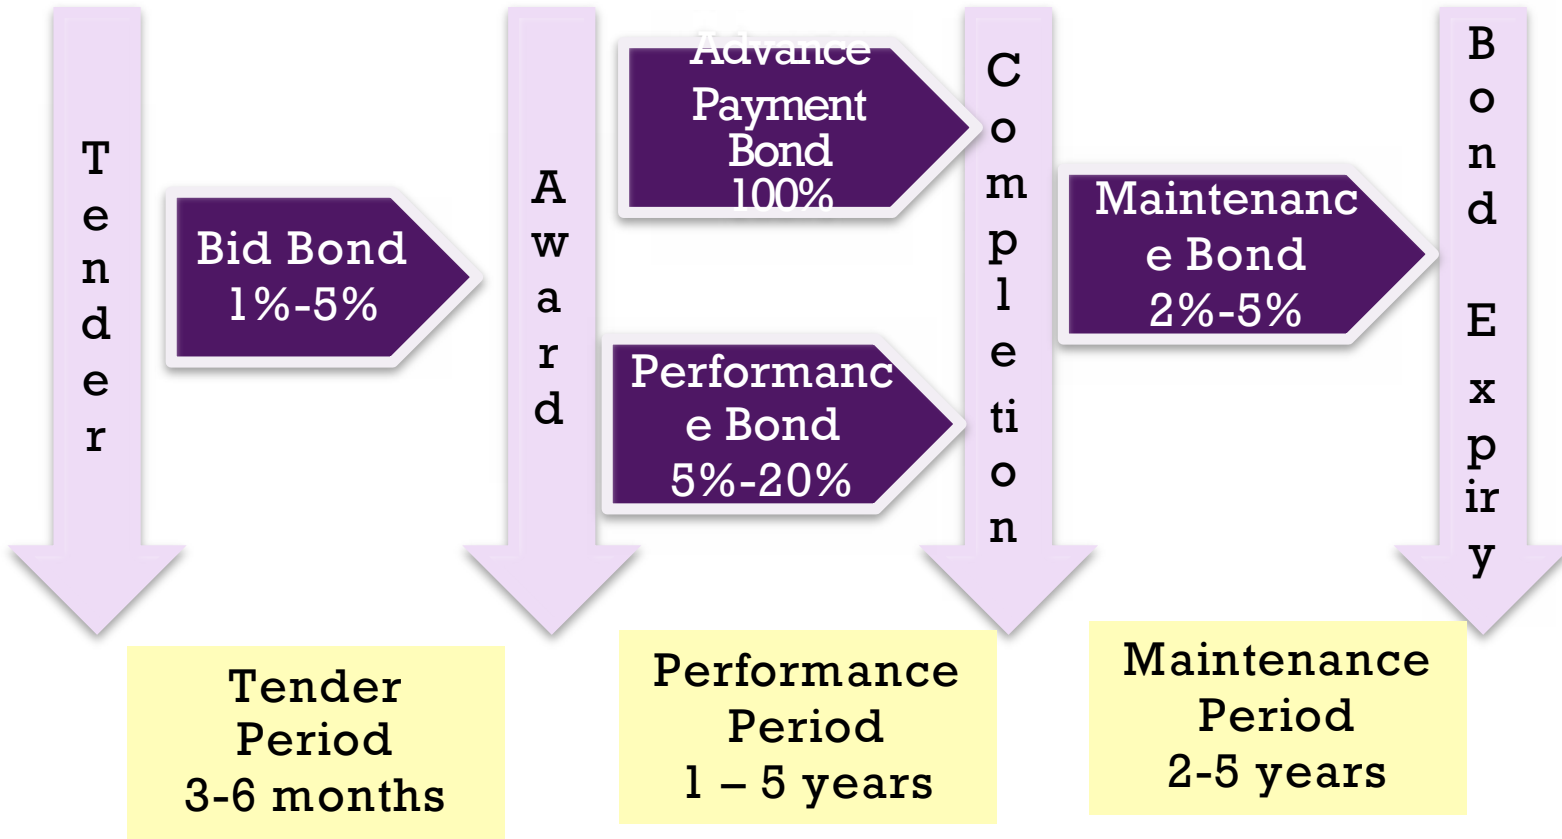 Tender
Bid Bond
1%-5%
Award
Advance
Payment
Bond
100%
Performanc
e Bond
5%-20%
Completion
Maintenanc
e Bond
2%-5%
Bond Expiry
Tender
Period
3-6 months
Performance
Period
1 – 5 years
Maintenance
Period
2-5 years